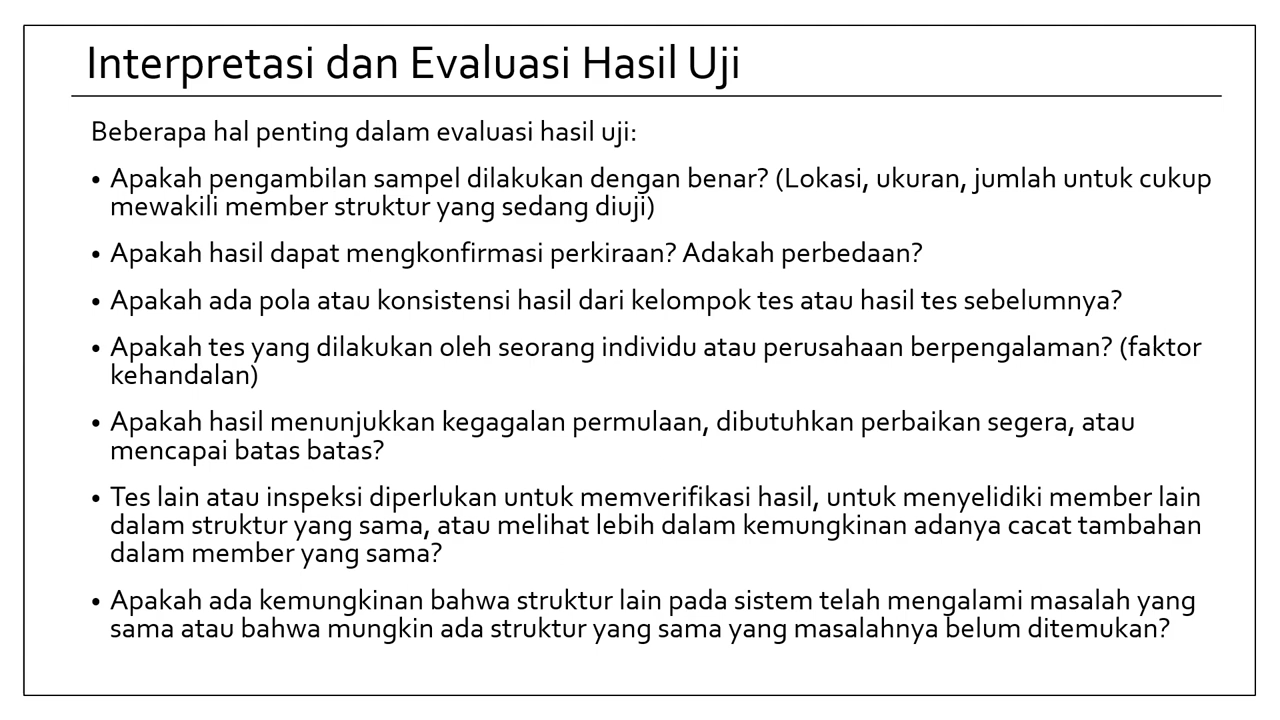 Interpretasi dan Evaluasi Hasil Uji
Beberapa hal penting dalam evaluasi hasil uji:
• Apakah pengambilan sampel dilakukan dengan benar? (Lokasi, ukuran, jumlah untuk cukup
mewakili member struktur yang sedang diuji)
• Apakah hasil dapat mengkonfirmasi perkiraan? Adakah perbedaan?
• Apakah ada pola atau konsistensi hasil dari kelompok tes atau hasil tes sebelumnya?
• Apakah tes yang dilakukan oleh seorang individu atau perusahaan berpengalaman? (faktor
kehandalan)
• Apakah hasil menunjukkan kegagalan permulaan, dibutuhkan perbaikan segera, atau
mencapai batas batas?
• Tes lain atau inspeksi diperlukan untuk memverifikasi hasil, untuk menyelidiki member lain
dalam struktur yang sama, atau melihat lebih dalam kemungkinan adanya cacat tambahan
dalam member yang sama?
• Apakah ada kemungkinan bahwa struktur lain pada sistem telah mengalami masalah yang
sama atau bahwa mungkin ada struktur yang sama yang masalahnya belum ditemukan?